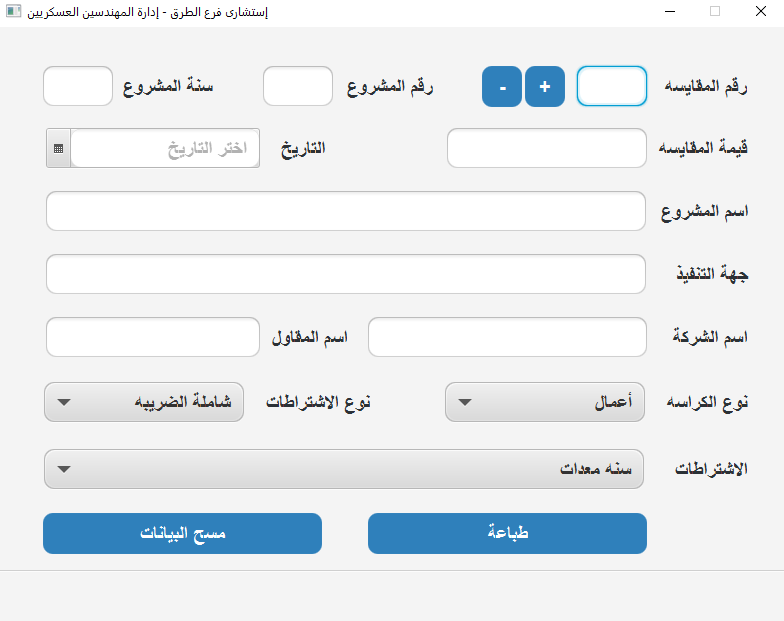 إستشارى فرع الطرق - إدارة المهندسين العسكريين
رقم المقايسه + - رقم المشروع سنة المشروع
قيمة المقايسه التاريخ اختر التاريخ
اسم المشروع
جهة التنفيذ
اسم الشركة اسم المقاول
نوع الكراسه أعمال نوع الاشتراطات شاملة الضريبه
الاشتراطات سنه معدات
طباعة مسح البيانات